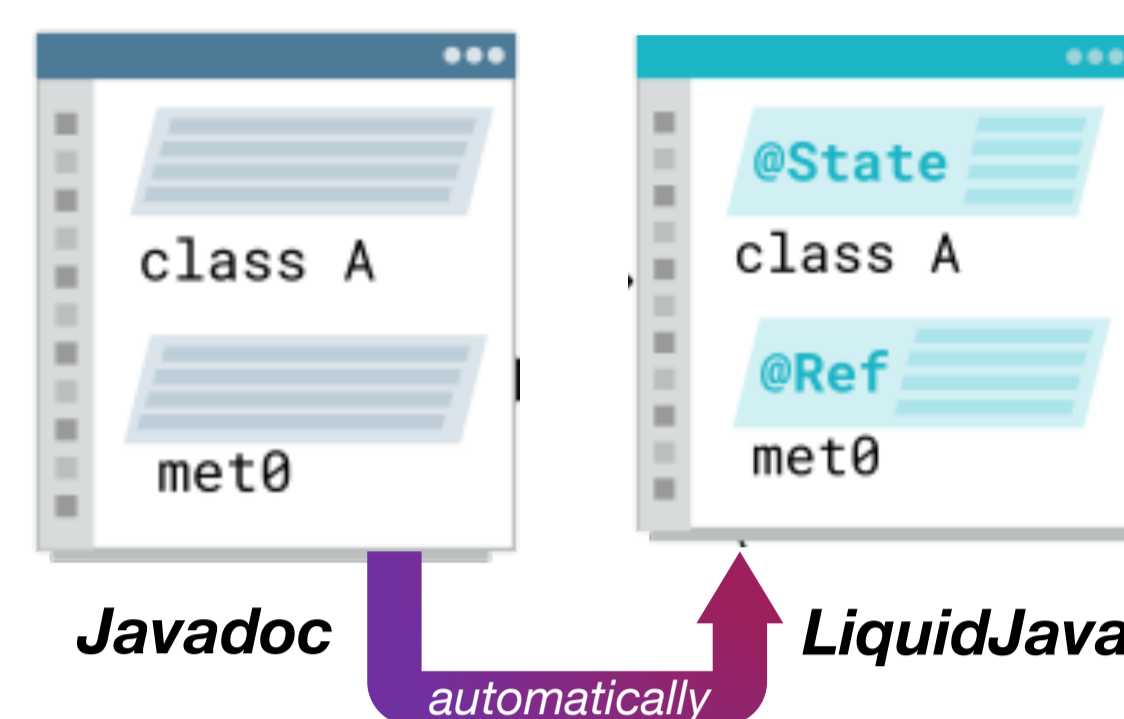 class A
met0
@State
class A
@Ref
met0
Javadoc
LiquidJava
automatically